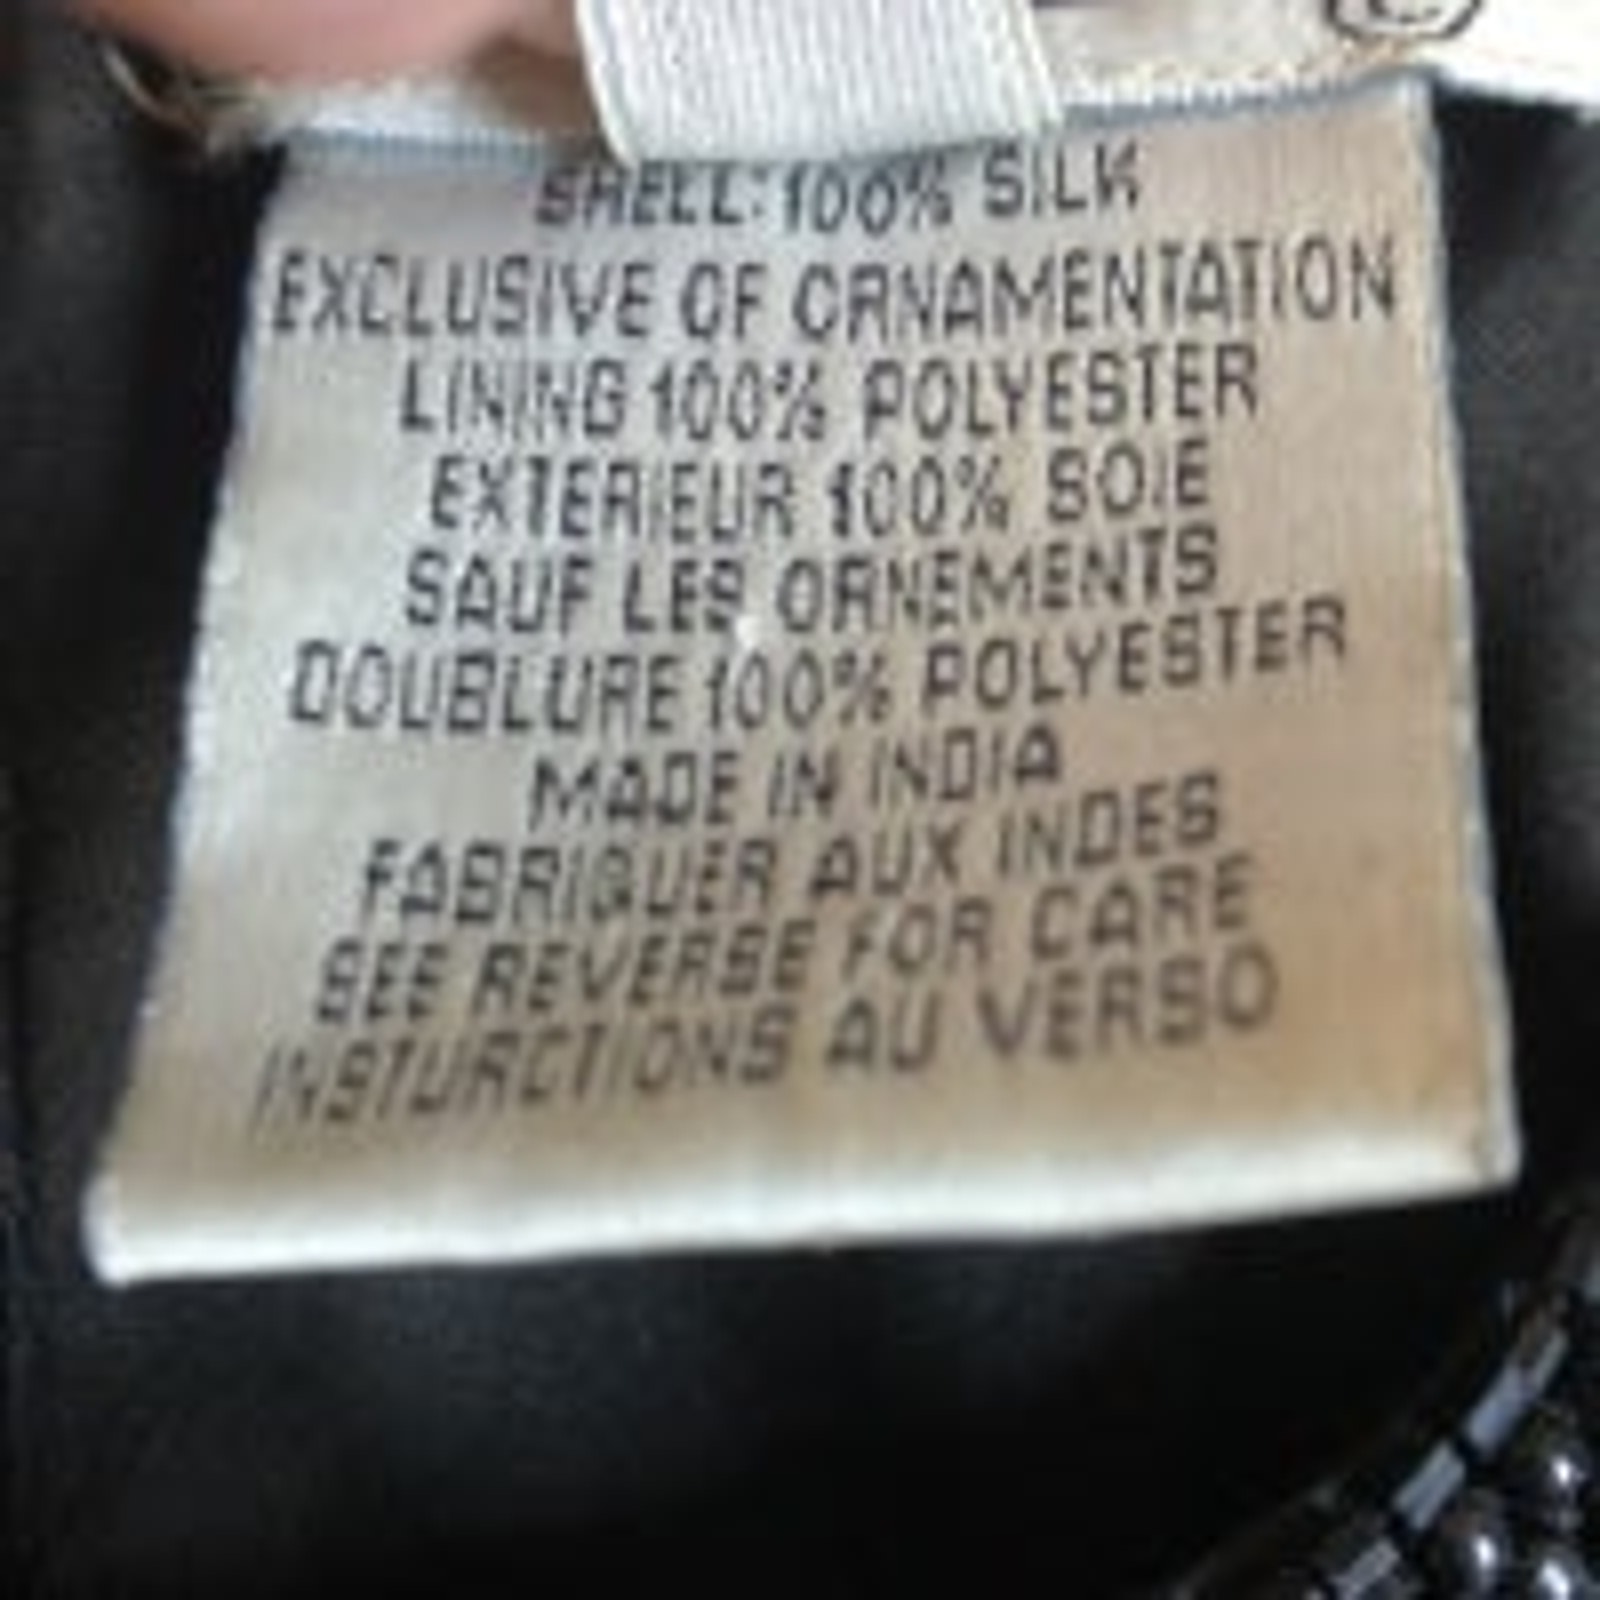 SHELL: 100% SILK
EXCLUSIVE OF ORNAMENTATION
LINING 100% POLYESTER
EXTERIEUR 100% SOIE
SAUF LES ORNEMENTS
DOUBLURE 100% POLYESTER
MADE IN INDIA
FABRIQUER AUX INDES
SEE REVERSE FOR CARE
INSTURCTIONS AU VERSO